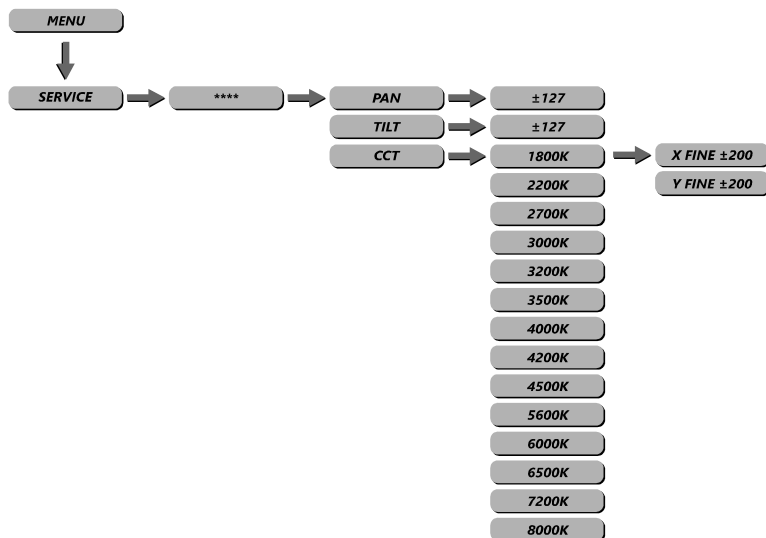 MENU
SERVICE
****
PAN
±127
TILT
±127
CCT
1800K
X FINE ±200
Y FINE ±200
2200K
2700K
3000K
3200K
3500K
4000K
4200K
4500K
5600K
6000K
6500K
7200K
8000K